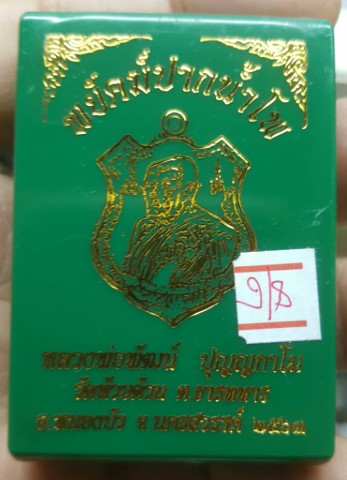 พยัคฆ์ปากน้ำโพ
หลวงพ่อพัฒน์ ปุญฺญกาโม
วัดห้วยด้วน ต.ธารทหาร
อ.หนองบัว จ.นครสวรรค์ ๒๕๖๓